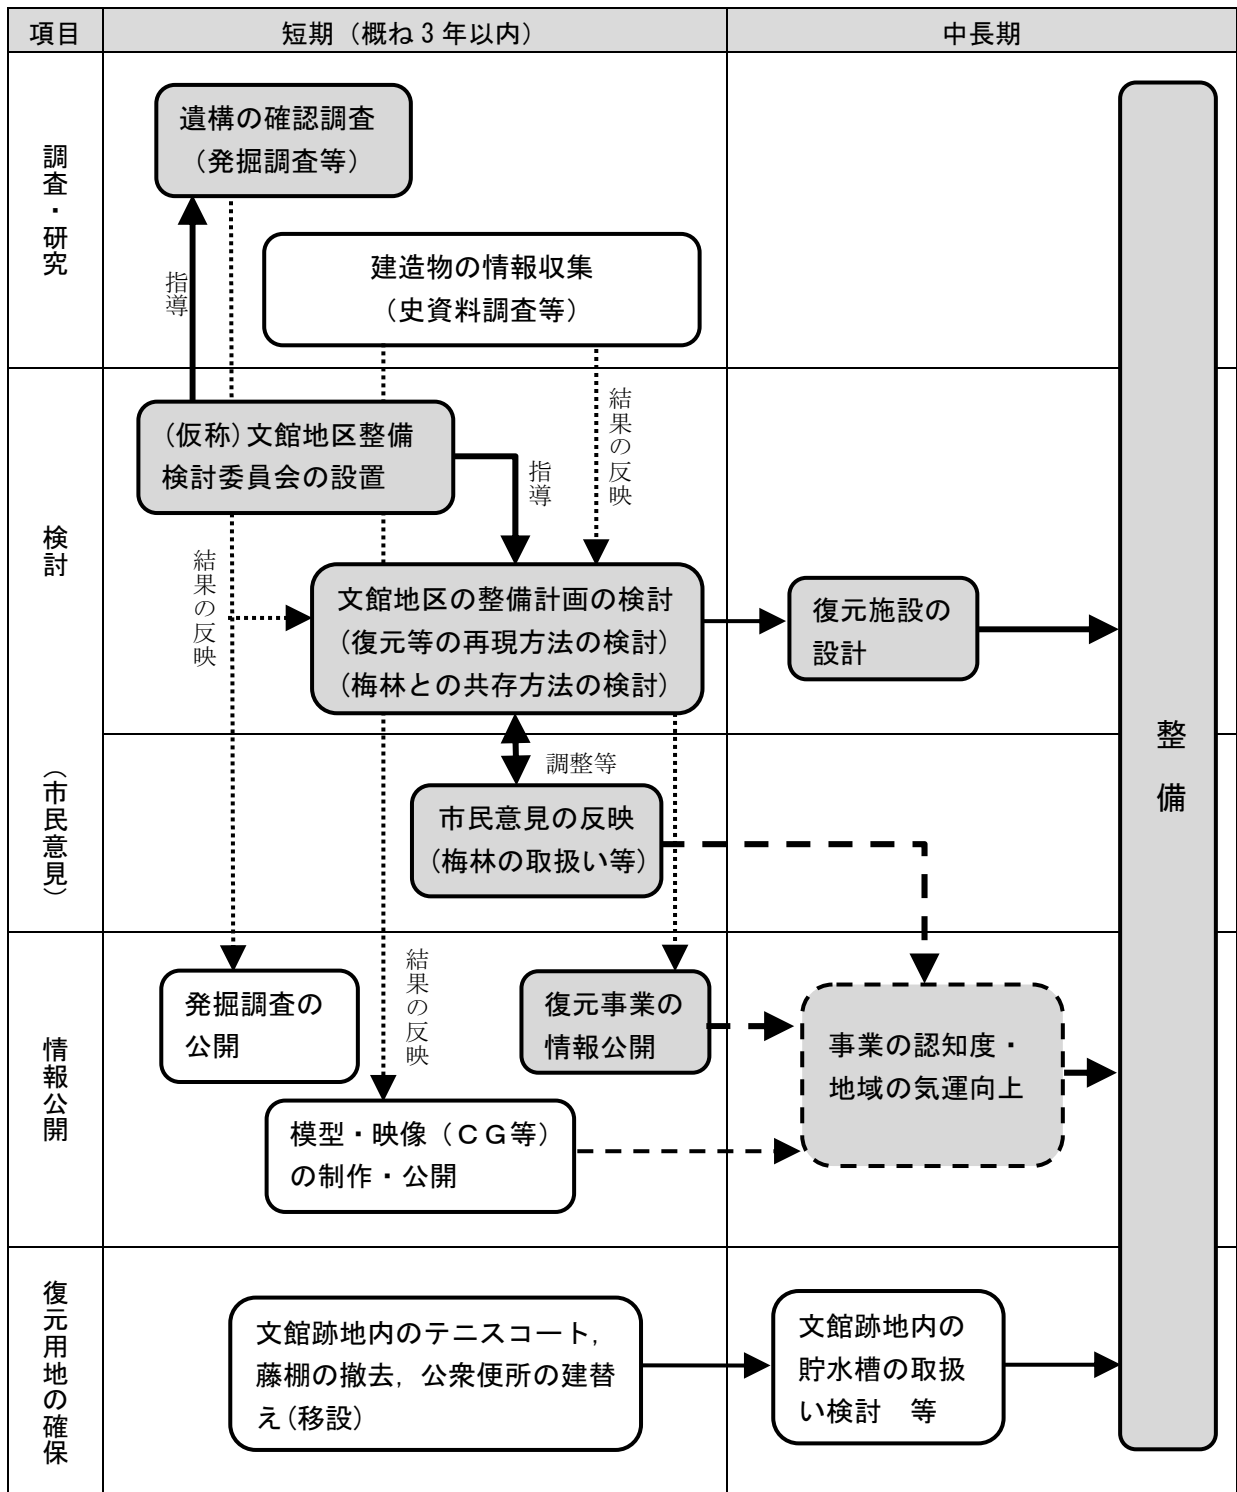 項目
短期（概ね3年以内）
中長期
調査・研究
遺構の確認調査
（発掘調査等）
指導
建造物の情報収集
（史資料調査等）
検討
(仮称)文館地区整備
検討委員会の設置
指導
結果の反映
結果の反映
文館地区の整備計画の検討
(復元等の再現方法の検討)
(梅林との共存方法の検討)
復元施設の
設計
整備
（市民意見）
調整等
市民意見の反映
(梅林の取扱い等)
情報公開
発掘調査の
公開
結果の反映
復元事業の
情報公開
事業の認知度・
地域の気運向上
模型・映像（ＣＧ等）
の制作・公開
復元用地の確保
文館跡地内のテニスコート，
藤棚の撤去，公衆便所の建替
え(移設)
文館跡地内の
貯水槽の取扱
い検討　等